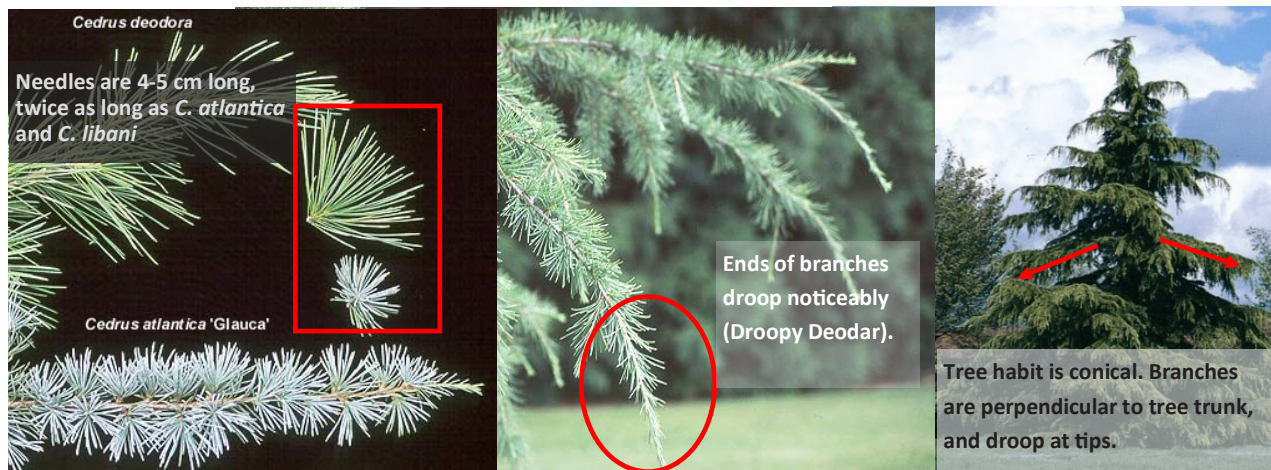 Cedrus deodora
Needles are 4-5 cm long,
twice as long as C. atlantica
and C. libani
Cedrus atlantica 'Glauca'
Ends of branches
droop noticeably
(Droopy Deodar).
Tree habit is conical. Branches
are perpendicular to tree trunk,
and droop at tips.